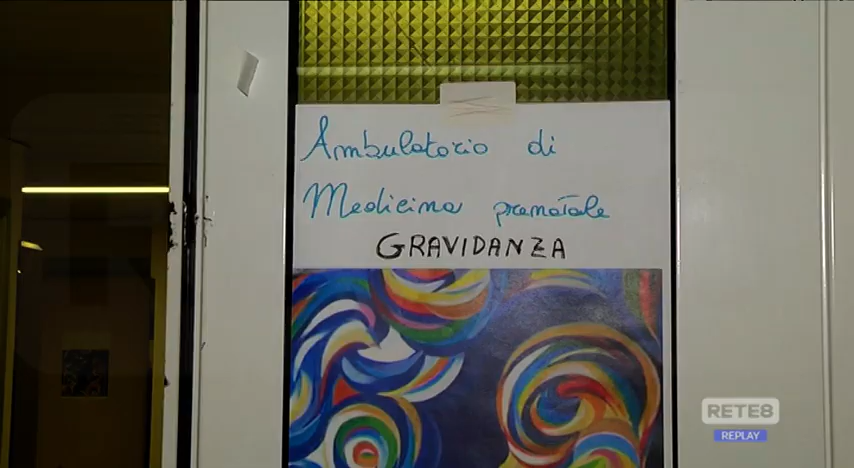 Ambulatorio di
Medicina prenatale
GRAVIDANZA
RETE8
REPLAY